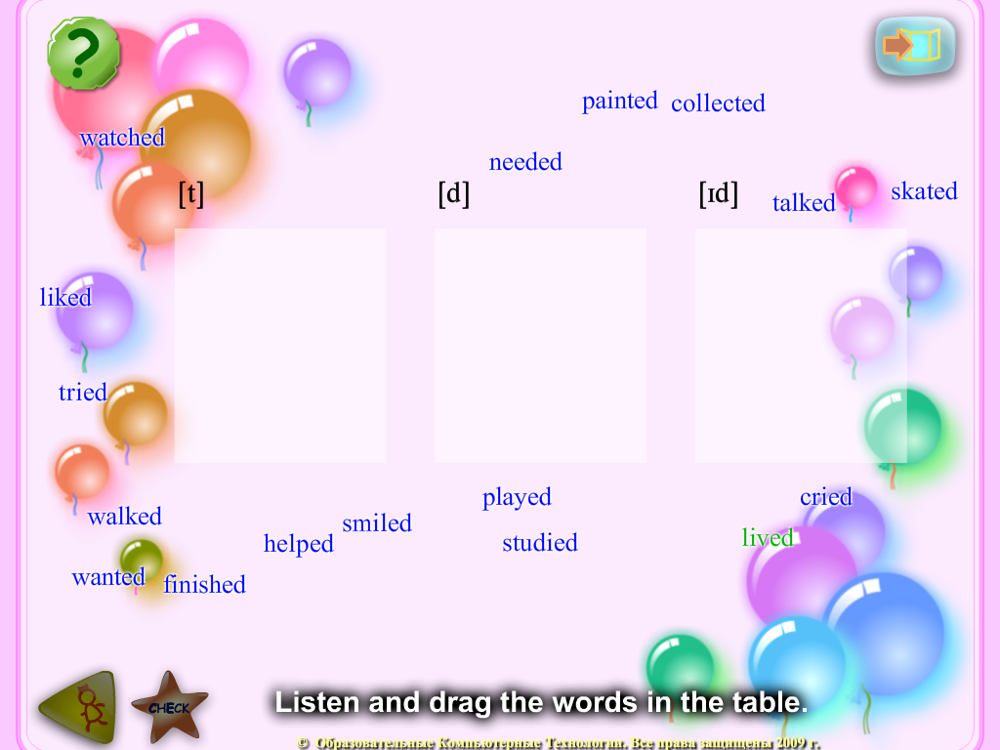 ?
painted collected
watched
needed
[t] [d] [ɪd]
talked skated
liked
tried
played cried
walked
smiled
helped studied lived
wanted finished
CHECK
Listen and drag the words in the table.
© Образовательные Компьютерные Технологии. Все права защищены 2009 г.